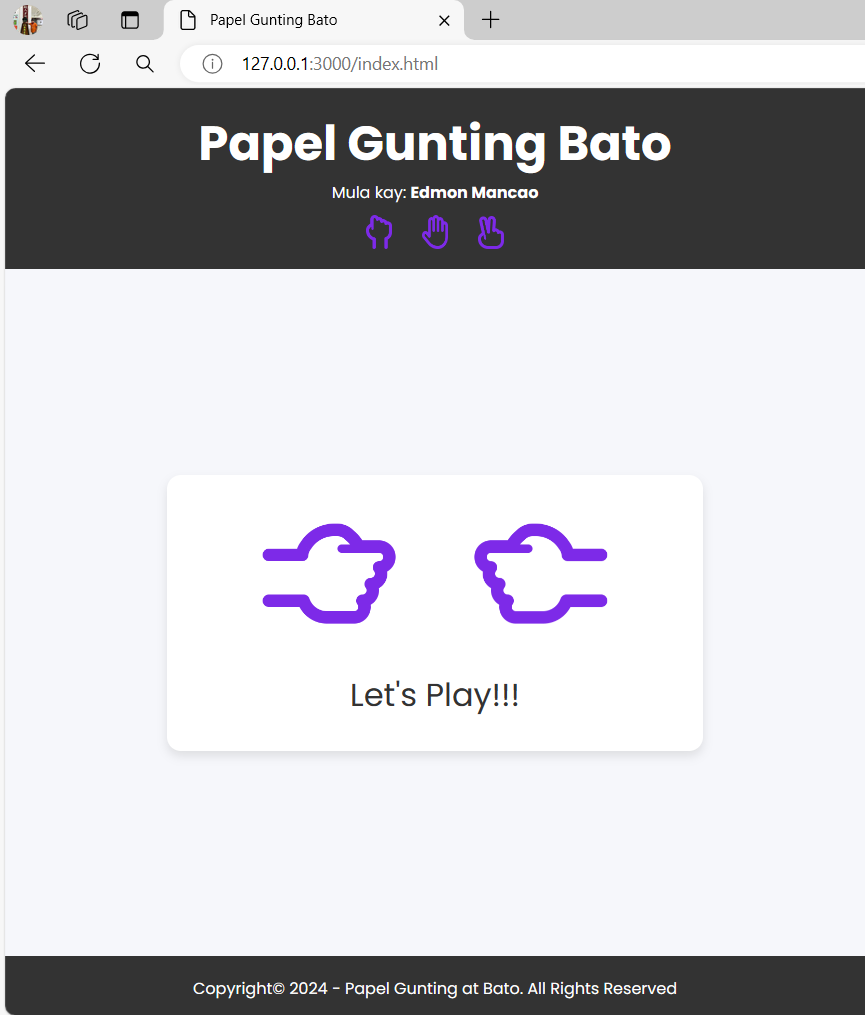 Papel Gunting Bato
127.0.0.1:3000/index.html
Papel Gunting Bato
Mula kay: Edmon Mancao
Let's Play!!!
Copyright© 2024 - Papel Gunting at Bato. All Rights Reserved